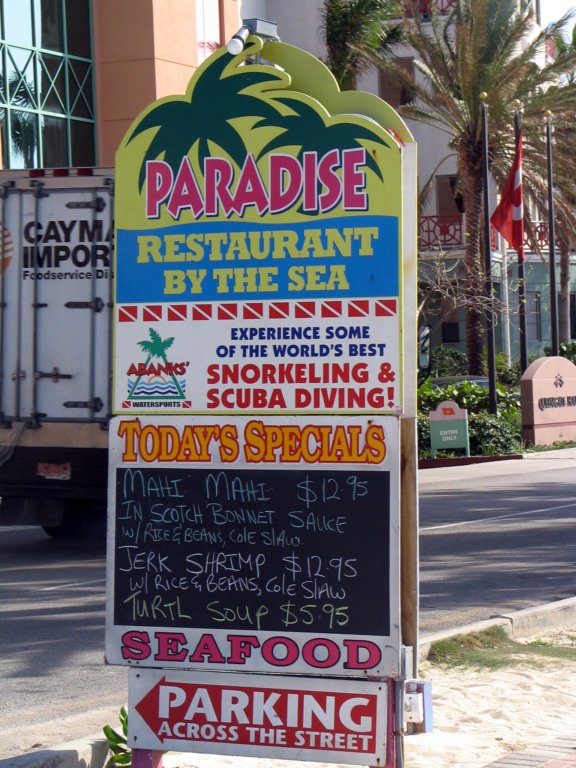 PARADISE
RESTAURANT
BY THE SEA
EXPERIENCE SOME
OF THE WORLD'S BEST
SNORKELING &
SCUBA DIVING!
ABANKS'
WATERSPORTS
TODAY'S SPECIALS
MAHI MAHI $12.95
IN SCOTCH BONNET SAUCE
W/ RICE & BEANS, COLE SLAW
JERK SHRIMP $12.95
W/ RICE & BEANS, COLE SLAW
TURTL SOUP $5.95
SEAFOOD
PARKING
ACROSS THE STREET
CAYMA
IMPOR
Foodservice Dis
ENTRY
ONLY